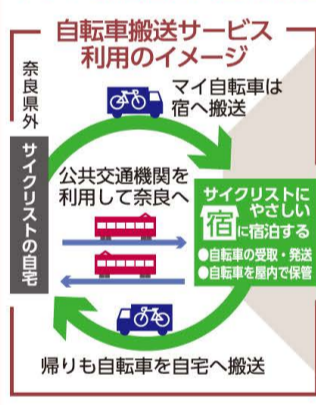 自転車搬送サービス
利用のイメージ
奈良県外
サイクリストの自宅
マイ自転車は
宿へ搬送
公共交通機関を
利用して奈良へ
サイクリストに
やさしい
宿に宿泊する
●自転車の受取・発送
●自転車を屋内で保管
帰りも自転車を自宅へ搬送